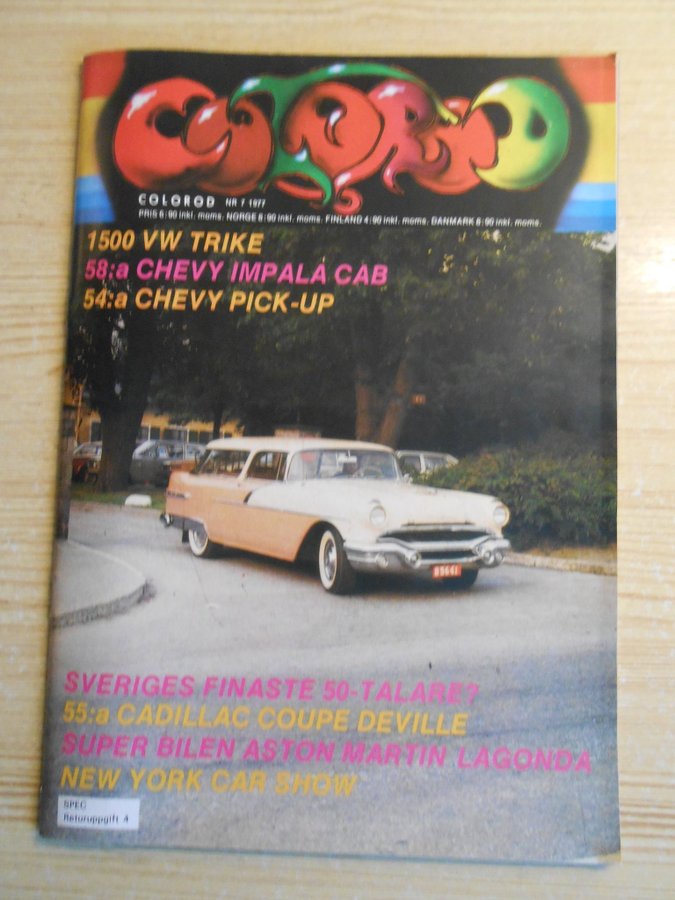 COLOROD
COLOROD NR 7 1977
PRIS 6:90 inkl. moms. NORGE 8:90 inkl. moms. FINLAND 4:90 inkl. moms. DANMARK 8:90 inkl. moms.
1500 VW TRIKE
58:a CHEVY IMPALA CAB
54:a CHEVY PICK-UP
SVERIGES FINASTE 50-TALARE?
55:a CADILLAC COUPE DEVILLE
SUPER BILEN ASTON MARTIN LAGONDA
NEW YORK CAR SHOW
SPEC
Returuppgift 4